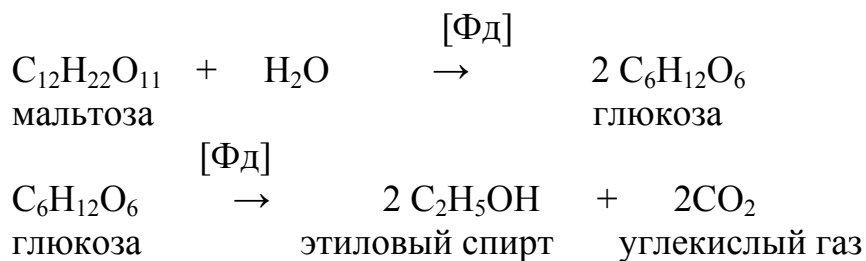 [Фд]
C₁₂H₂₂O₁₁ + H₂O → 2 C₆H₁₂O₆
мальтоза глюкоза
[Фд]
C₆H₁₂O₆ → 2 C₂H₅OH + 2CO₂
глюкоза этиловый спирт углекислый газ